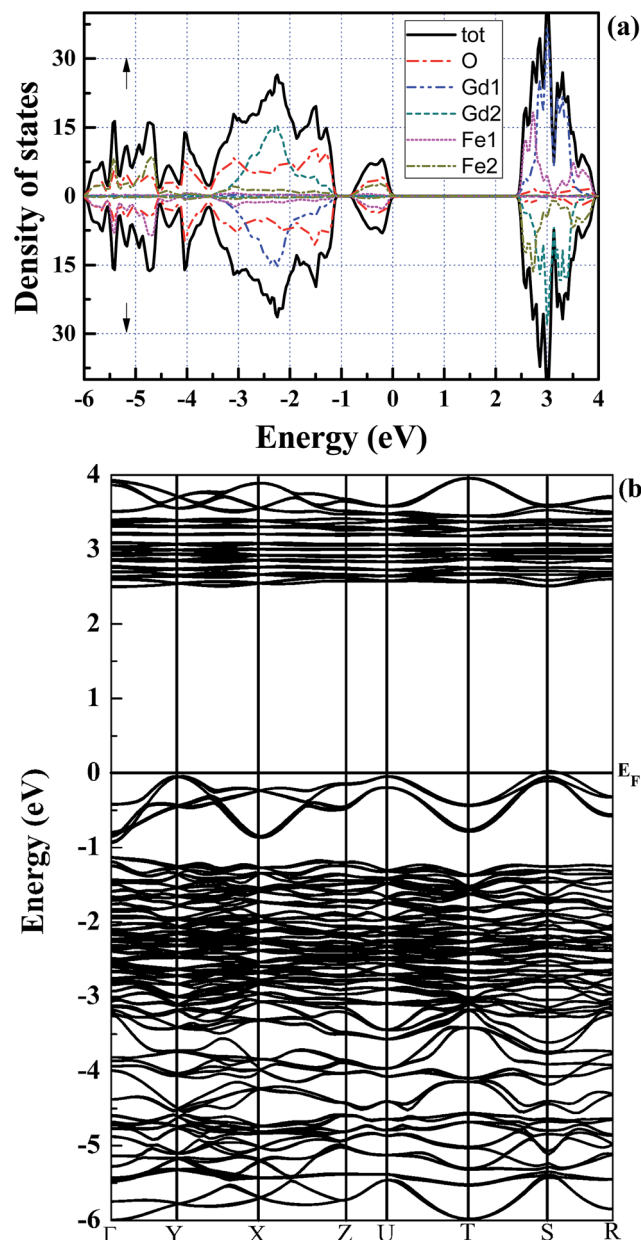 (a)
tot
O
Gd1
Gd2
Fe1
Fe2
30
15
0
15
30
Density of states
-6 -5 -4 -3 -2 -1 0 1 2 3 4
Energy (eV)
(b
4
3
2
1
0
-1
-2
-3
-4
-5
-6
Energy (eV)
E_F
Γ Y X Z U T S R